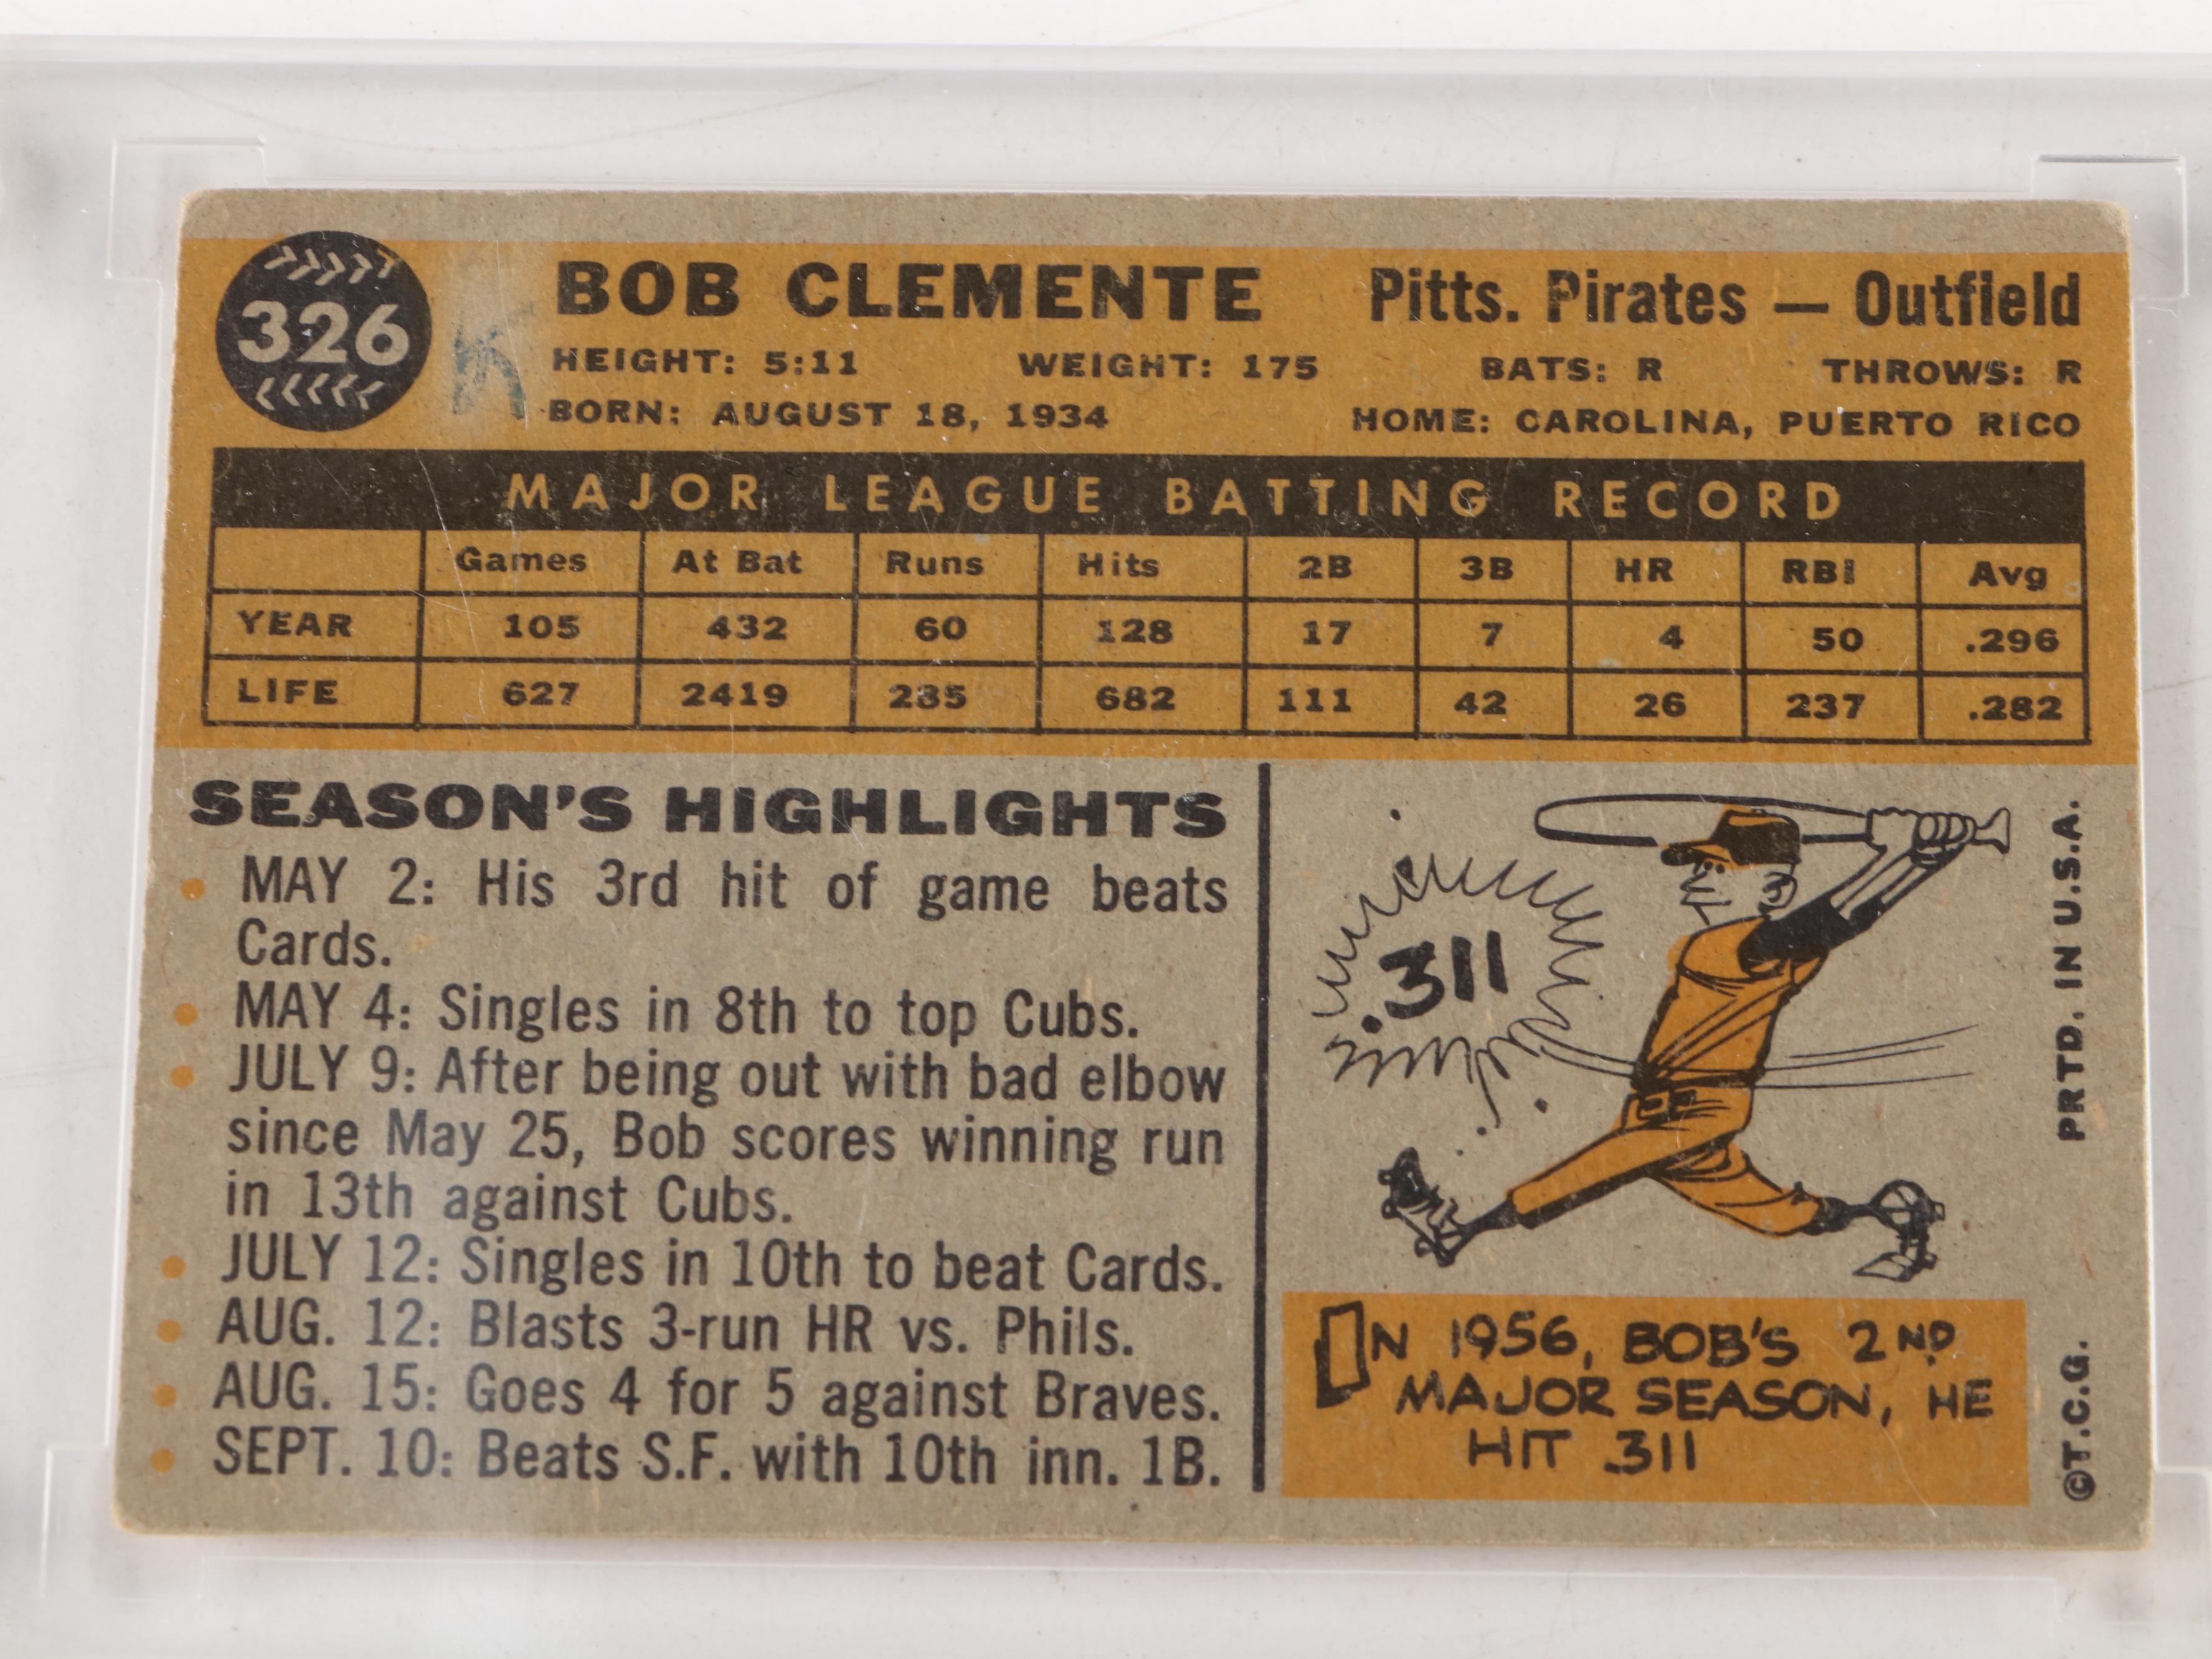 326
BOB CLEMENTE Pitts. Pirates — Outfield
HEIGHT: 5:11 WEIGHT: 175 BATS: R THROWS: R
BORN: AUGUST 18, 1934 HOME: CAROLINA, PUERTO RICO
MAJOR LEAGUE BATTING RECORD
Games At Bat Runs Hits 2B 3B HR RBI Avg
YEAR 105 432 60 128 17 7 4 50 .296
LIFE 627 2419 285 682 111 42 26 237 .282
SEASON'S HIGHLIGHTS
• MAY 2: His 3rd hit of game beats
Cards.
• MAY 4: Singles in 8th to top Cubs.
• JULY 9: After being out with bad elbow
since May 25, Bob scores winning run
in 13th against Cubs.
• JULY 12: Singles in 10th to beat Cards.
• AUG. 12: Blasts 3-run HR vs. Phils.
• AUG. 15: Goes 4 for 5 against Braves.
• SEPT. 10: Beats S.F. with 10th inn. 1B.
.311
IN 1956, BOB'S 2ND
MAJOR SEASON, HE
HIT .311
©T.C.G. PRTD. IN U.S.A.